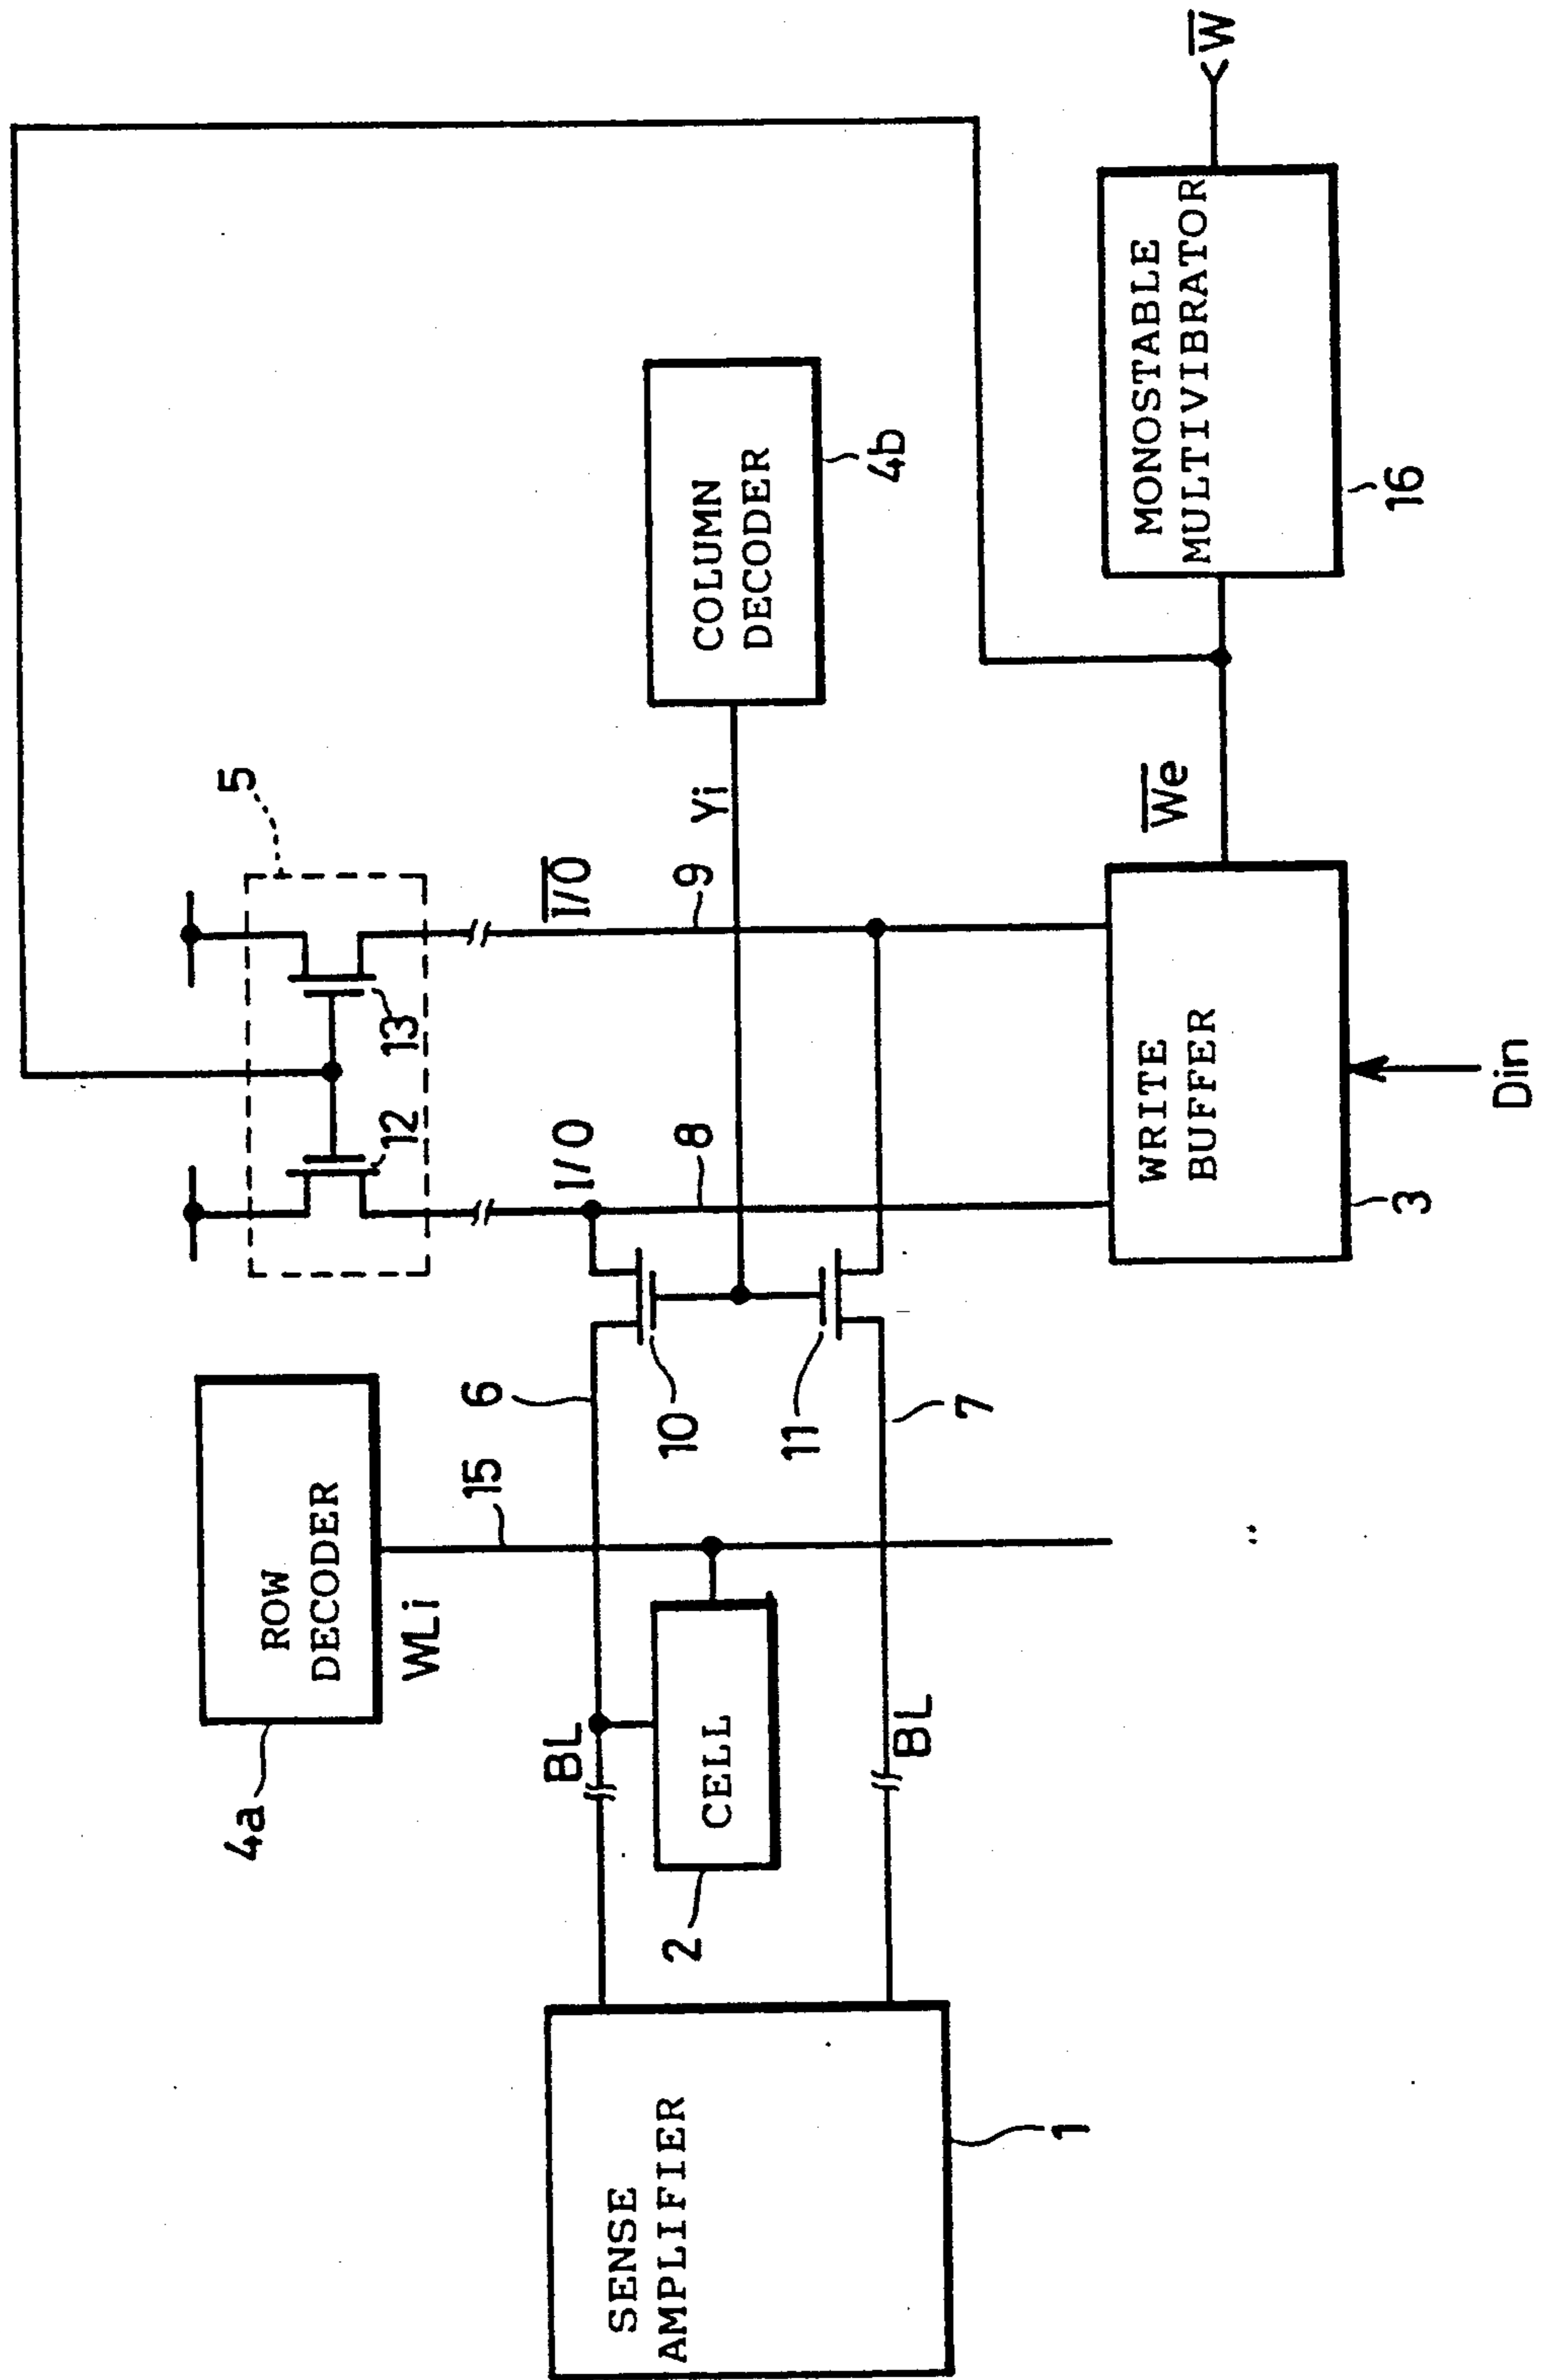 5
ROW
DECODER
4a
WLi
15
6
10
11
7
BL
BL
CELL
2
SENSE
AMPLIFIER
1
12
13
I/O
I/O
8
9
Yi
COLUMN
DECODER
4b
WRITE
BUFFER
3
Din
We
MONOSTABLE
MULTIVIBRATOR
16
W